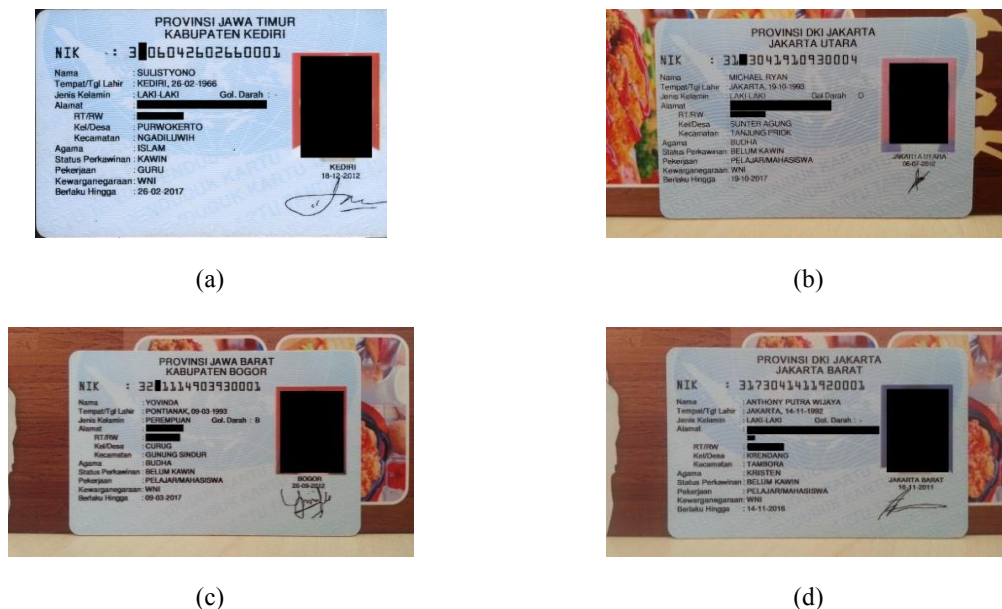 PROVINSI JAWA TIMUR
KABUPATEN KEDIRI
NIK : 3 06042602660001
Nama : SULISTYONO
Tempat/Tgl Lahir : KEDIRI, 26-02-1966
Jenis Kelamin : LAKI-LAKI Gol. Darah : -
Alamat :
RT/RW :
Kel/Desa : PURWOKERTO
Kecamatan : NGADILUWIH
Agama : ISLAM
Status Perkawinan : KAWIN
Pekerjaan : GURU
Kewarganegaraan: WNI
Berlaku Hingga : 26-02-2017
KEDIRI
18-12-2012
(a)
PROVINSI DKI JAKARTA
JAKARTA UTARA
NIK : 31 3041910930004
Nama : MICHAEL RYAN
Tempat/Tgl Lahir : JAKARTA, 19-10-1993
Jenis Kelamin : LAKI-LAKI Gol Darah : O
Alamat :
RT/RW :
Kel/Desa : SUNTER AGUNG
Kecamatan : TANJUNG PRIOK
Agama : BUDHA
Status Perkawinan: BELUM KAWIN
Pekerjaan : PELAJAR/MAHASISWA
Kewarganegaraan: WNI
Berlaku Hingga : 19-10-2017
JAKARTA UTARA
06-07-2012
(b)
PROVINSI JAWA BARAT
KABUPATEN BOGOR
NIK : 32 1114903930001
Nama : YOVINDA
Tempat/Tgl Lahir : PONTIANAK, 09-03-1993
Jenis Kelamin : PEREMPUAN Gol. Darah : B
Alamat :
RT/RW :
Kel/Desa : CURUG
Kecamatan : GUNUNG SINDUR
Agama : BUDHA
Status Perkawinan: BELUM KAWIN
Pekerjaan : PELAJAR/MAHASISWA
Kewarganegaraan: WNI
Berlaku Hingga : 09-03-2017
BOGOR
26-09-2012
(c)
PROVINSI DKI JAKARTA
JAKARTA BARAT
NIK : 3173041411920001
Nama : ANTHONY PUTRA WIJAYA
Tempat/Tgl Lahir : JAKARTA, 14-11-1992
Jenis Kelamin : LAKI-LAKI Gol. Darah : -
Alamat :
RT/RW :
Kel/Desa : KRENDANG
Kecamatan : TAMBORA
Agama : KRISTEN
Status Perkawinan: BELUM KAWIN
Pekerjaan : PELAJAR/MAHASISWA
Kewarganegaraan: WNI
Berlaku Hingga : 14-11-2016
JAKARTA BARAT
16-11-2011
(d)